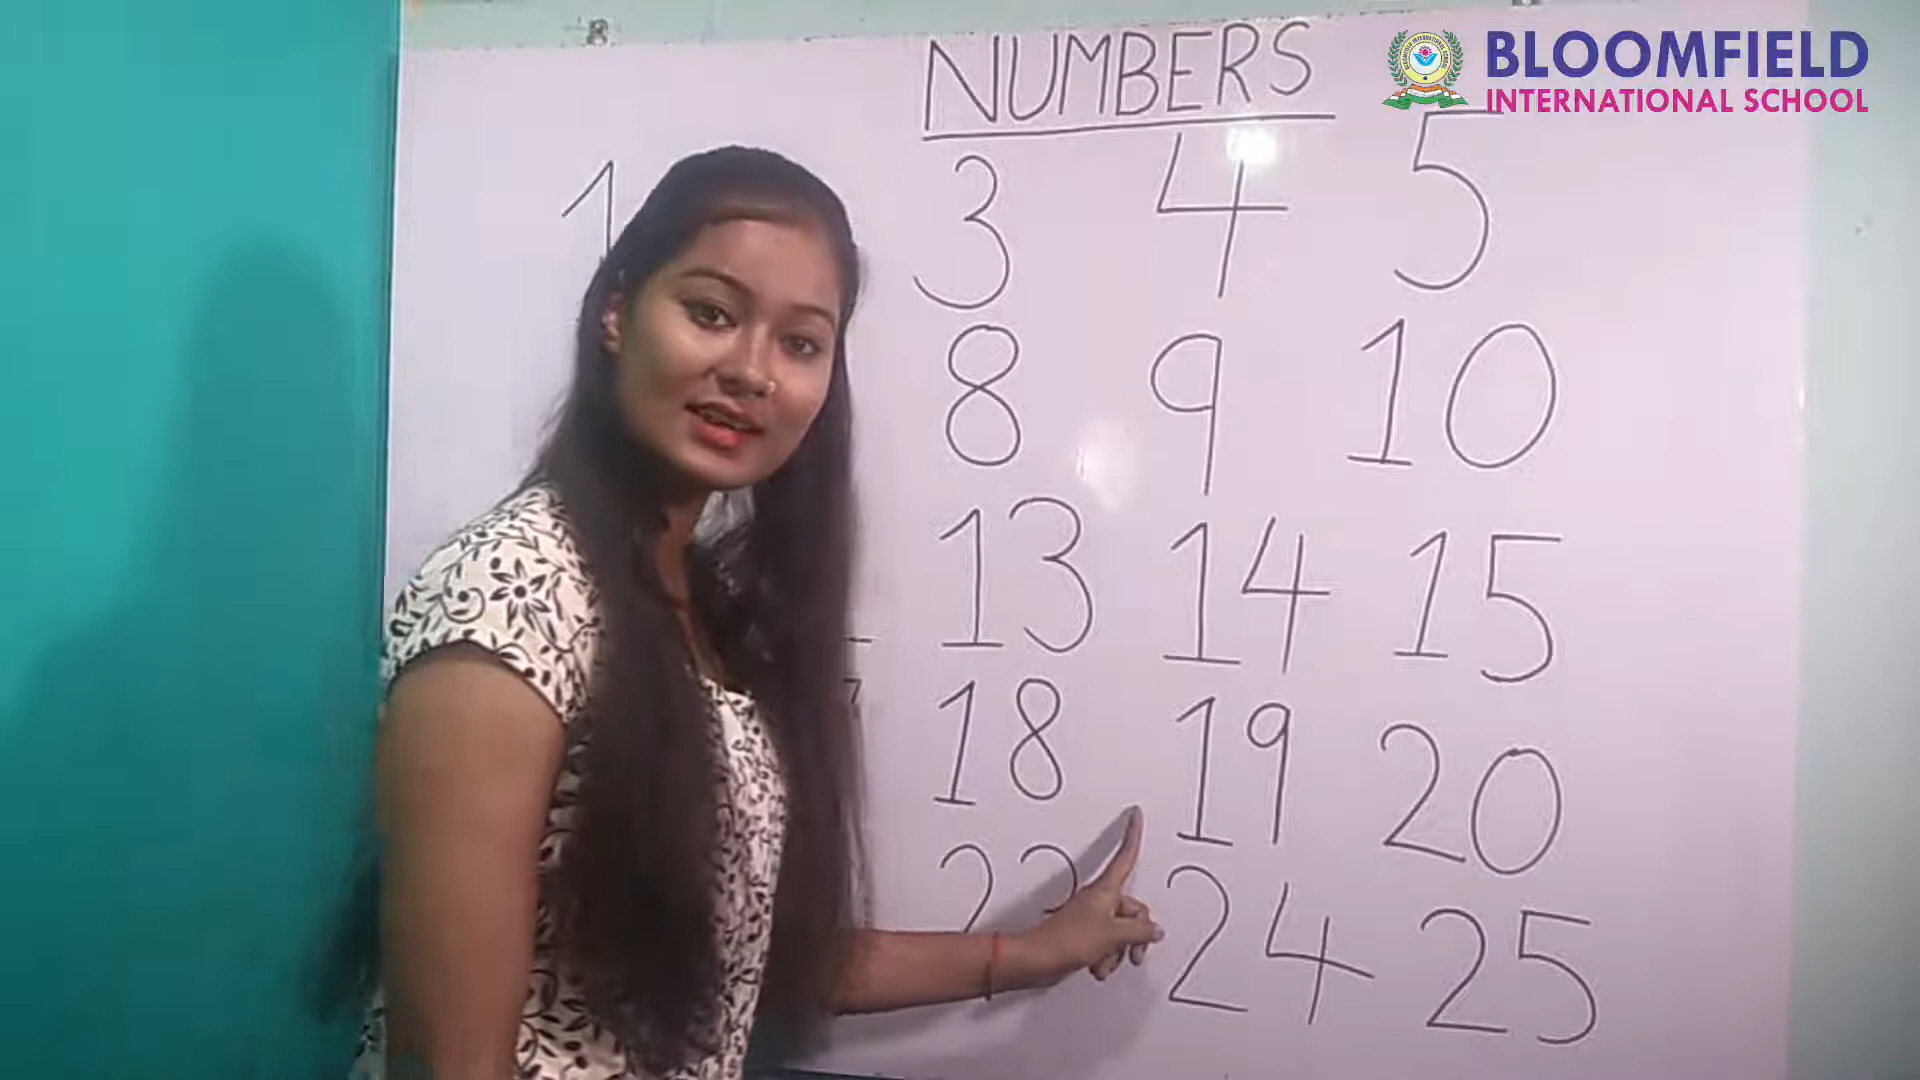 NUMBERS
BLOOMFIELD
INTERNATIONAL SCHOOL
1 3 4 5
8 9 10
13 14 15
18 19 20
23 24 25